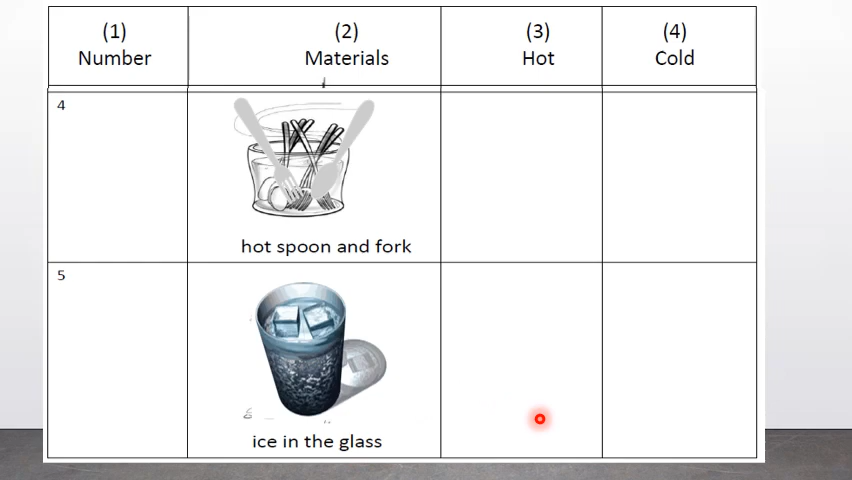 (1)
Number
(2)
Materials
(3)
Hot
(4)
Cold
4
hot spoon and fork
5
ice in the glass